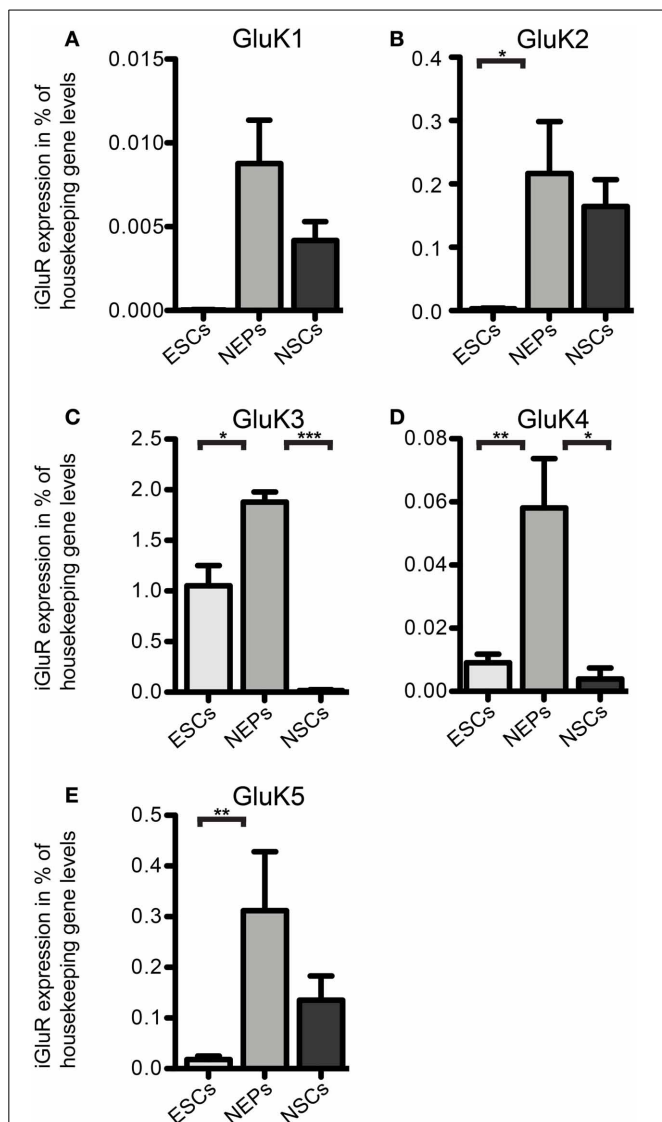 A
GluK1
iGluR expression in % of
housekeeping gene levels
0.015
0.010
0.005
0.000
ESCs
NEPs
NSCs
B
GluK2
*
0.4
0.3
0.2
0.1
0.0
ESCs
NEPs
NSCs
C
GluK3
* ***
iGluR expression in % of
housekeeping gene levels
2.5
2.0
1.5
1.0
0.5
0.0
ESCs
NEPs
NSCs
D
GluK4
** *
0.08
0.06
0.04
0.02
0.00
ESCs
NEPs
NSCs
E
GluK5
**
iGluR expression in % of
housekeeping gene levels
0.5
0.4
0.3
0.2
0.1
0.0
ESCs
NEPs
NSCs